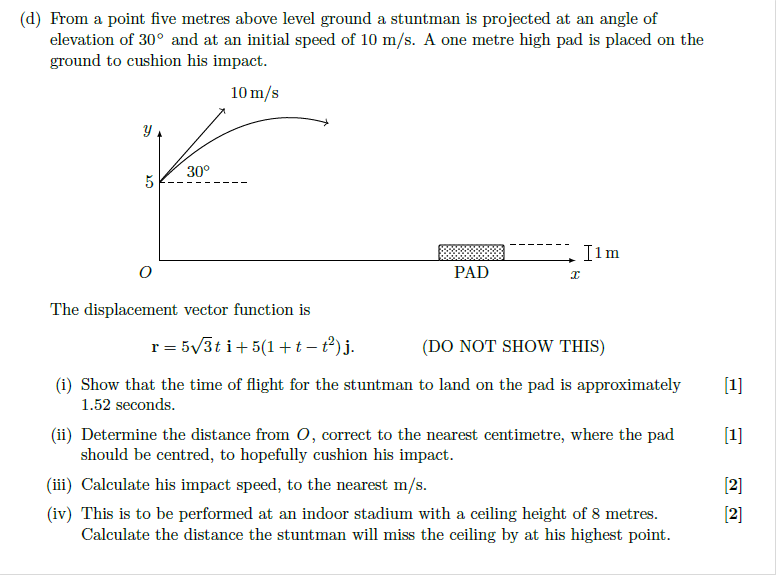 (d) From a point five metres above level ground a stuntman is projected at an angle of
elevation of 30° and at an initial speed of 10 m/s. A one metre high pad is placed on the
ground to cushion his impact.
10 m/s
y
30°
5
1 m
O
PAD
x
The displacement vector function is
r = 5√3t i + 5(1 + t − t²) j. (DO NOT SHOW THIS)
(i) Show that the time of flight for the stuntman to land on the pad is approximately [1]
1.52 seconds.
(ii) Determine the distance from O, correct to the nearest centimetre, where the pad [1]
should be centred, to hopefully cushion his impact.
(iii) Calculate his impact speed, to the nearest m/s. [2]
(iv) This is to be performed at an indoor stadium with a ceiling height of 8 metres. [2]
Calculate the distance the stuntman will miss the ceiling by at his highest point.